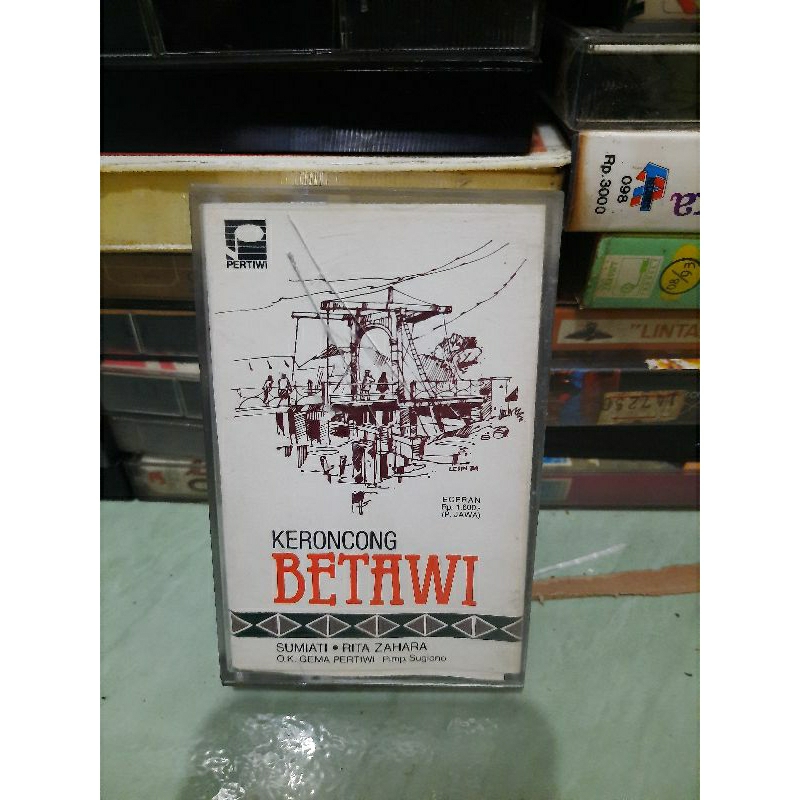 PERTIWI
ECERAN
Rp. 1.600,-
(P. JAWA)
KERONCONG
BETAWI
SUMIATI • RITA ZAHARA
O.K. GEMA PERTIWI Pimp. Sugiono
098
Rp.3000
"LINTA